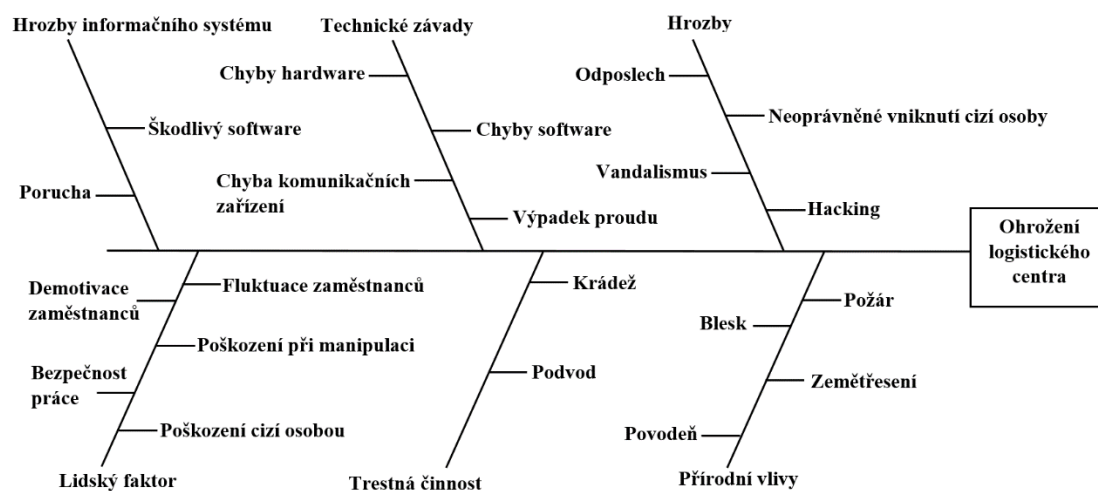 Hrozby informačního systému
Technické závady
Hrozby
Chyby hardware
Odposlech
Škodlivý software
Chyby software
Neoprávněné vniknutí cizí osoby
Porucha
Chyba komunikačních
zařízení
Vandalismus
Výpadek proudu
Hacking
Ohrožení
logistického
centra
Demotivace
zaměstnanců
Fluktuace zaměstnanců
Krádež
Požár
Blesk
Poškození při manipulaci
Bezpečnost
práce
Podvod
Zemětřesení
Poškození cizí osobou
Povodeň
Lidský faktor
Trestná činnost
Přírodní vlivy